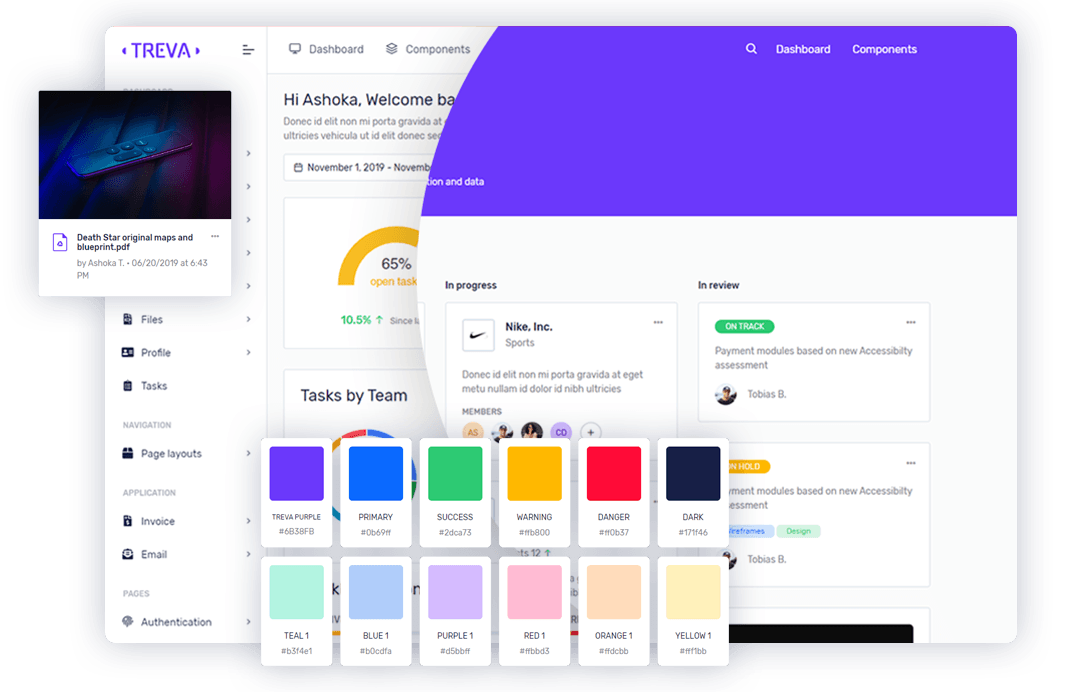 TREVA
Dashboard
Components
Dashboard
Components
Hi Ashoka, Welcome ba
Donec id elit non mi porta gravida at
ultricies vehicula ut id elit donec sed
November 1, 2019 - Novemb
tion and data
Death Star original maps and
blueprint.pdf
by Ashoka T. • 06/20/2019 at 6:43
PM
65%
open task
10.5% ↑ Since la
Files
Profile
Tasks
NAVIGATION
Page layouts
APPLICATION
Invoice
Email
PAGES
Authentication
Tasks by Team
In progress
Nike, Inc.
Sports
Donec id elit non mi porta gravida at eget
metu nullam id dolor id nibh ultricies
MEMBERS
AS
CD
+
In review
ON TRACK
Payment modules based on new Accessibilty
assessment
Tobias B.
ON HOLD
yment modules based on new Accessibilty
sessment
Wireframes
Design
Tobias B.
ts 12 ↑
TREVA PURPLE
#6B38FB
PRIMARY
#0b69ff
SUCCESS
#2dca73
WARNING
#ffb800
DANGER
#ff0b37
DARK
#171f46
TEAL 1
#b3f4e1
BLUE 1
#b0cdfa
PURPLE 1
#d5bbff
RED 1
#ffbbd3
ORANGE 1
#ffdcbb
YELLOW 1
#fff1bb